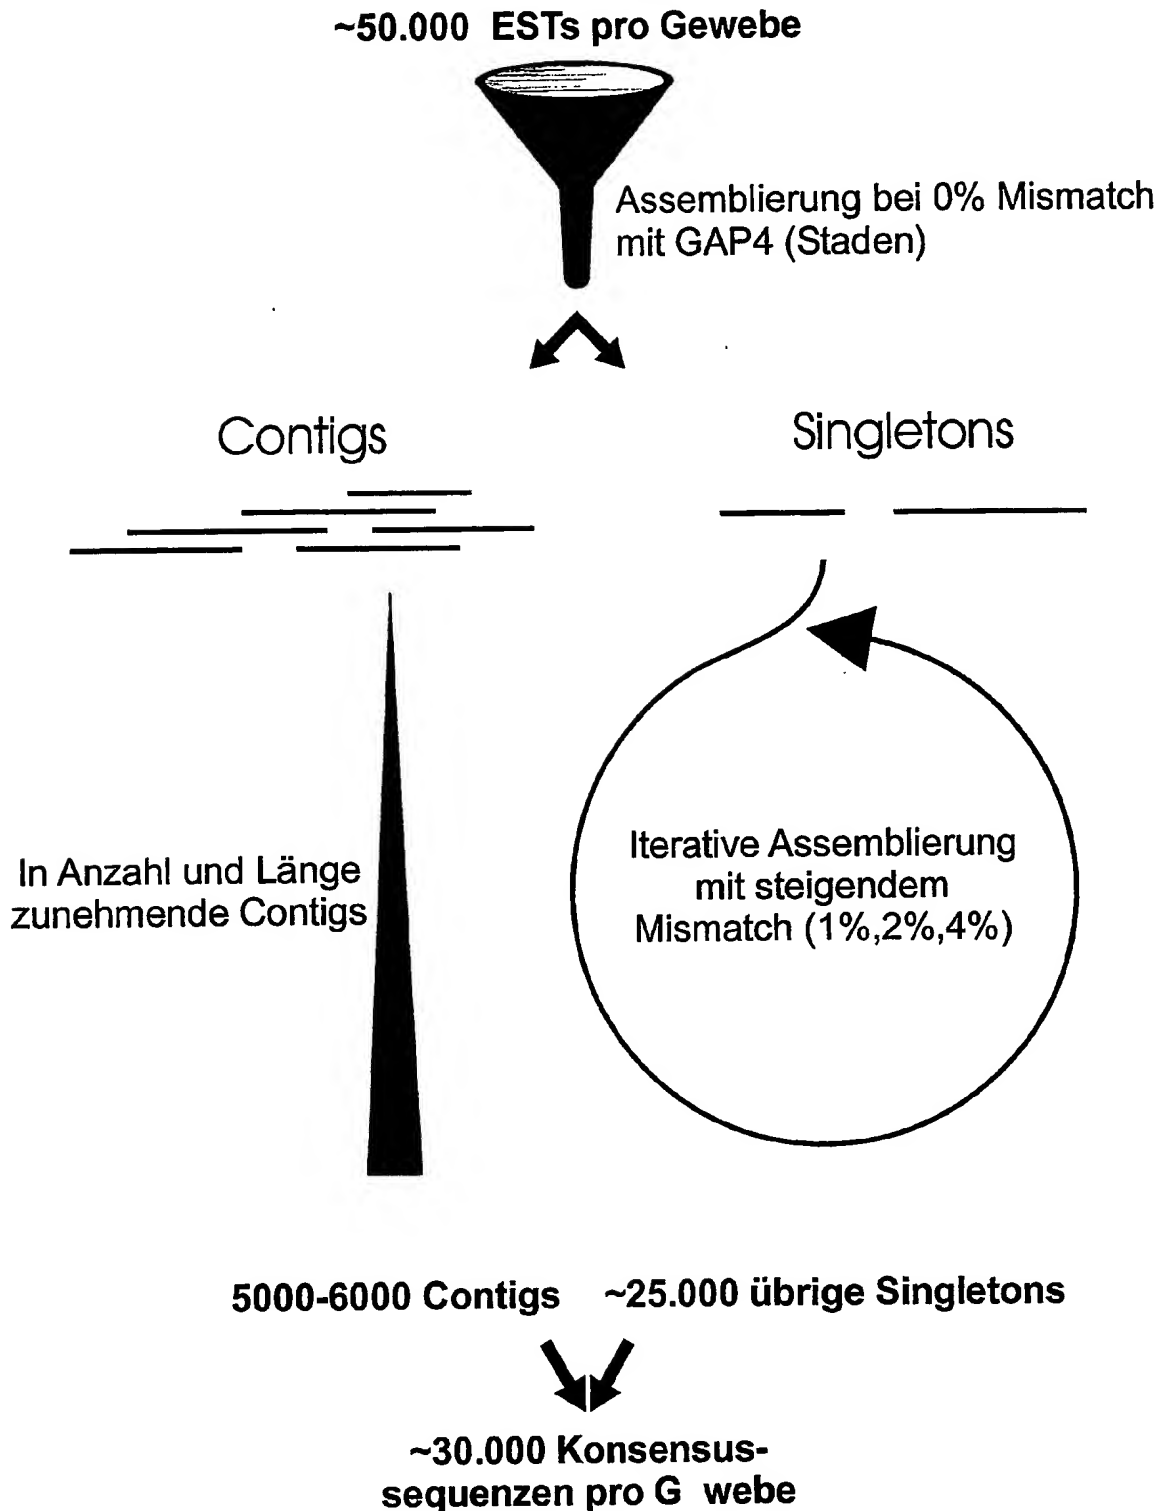 ~50.000 ESTs pro Gewebe
Assemblierung bei 0% Mismatch
mit GAP4 (Staden)
Contigs
Singletons
In Anzahl und Länge
zunehmende Contigs
Iterative Assemblierung
mit steigendem
Mismatch (1%,2%,4%)
5000-6000 Contigs
~25.000 übrige Singletons
~30.000 Konsensus-
sequenzen pro G webe